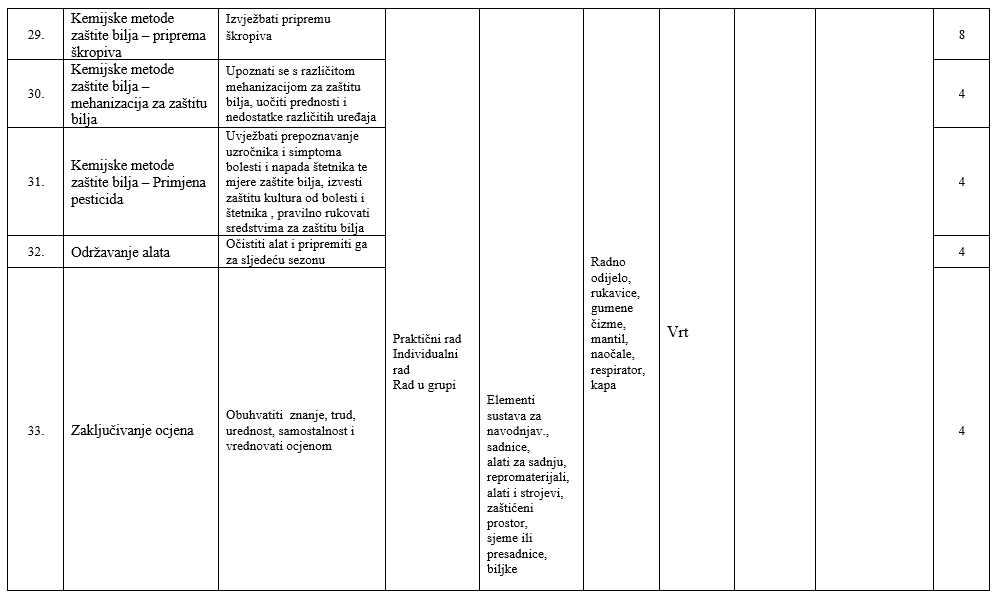 29.
Kemijske metode
zaštite bilja – priprema
škropiva
Izvježbati pripremu
škropiva
8
30.
Kemijske metode
zaštite bilja –
mehanizacija za zaštitu
bilja
Upoznati se s različitom
mehanizacijom za zaštitu
bilja, uočiti prednosti i
nedostatke različitih uređaja
4
31.
Kemijske metode
zaštite bilja – Primjena
pesticida
Uvježbati prepoznavanje
uzročnika i simptoma
bolesti i napada štetnika te
mjere zaštite bilja, izvesti
zaštitu kultura od bolesti i
štetnika , pravilno rukovati
sredstvima za zaštitu bilja
4
32.
Održavanje alata
Očistiti alat i pripremiti ga
za sljedeću sezonu
4
33.
Zaključivanje ocjena
Obuhvatiti  znanje, trud,
urednost, samostalnost i
vrednovati ocjenom
Praktični rad
Individualni
rad
Rad u grupi
Elementi
sustava za
navodnjav.,
sadnice,
alati za sadnju,
repromaterijali,
alati i strojevi,
zaštićeni
prostor,
sjeme ili
presadnice,
biljke
Radno
odijelo,
rukavice,
gumene
čizme,
mantil,
naočale,
respirator,
kapa
Vrt
4